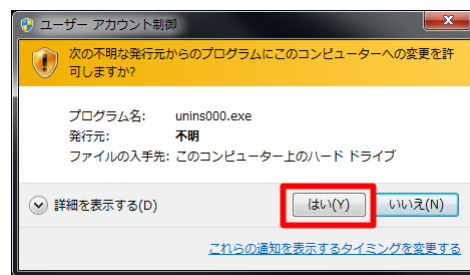 ユーザー アカウント制御
次の不明な発行元からのプログラムにこのコンピューターへの変更を許
可しますか?
プログラム名: unins000.exe
発行元: 不明
ファイルの入手先: このコンピューター上のハード ドライブ
詳細を表示する(D) はい(Y) いいえ(N)
これらの通知を表示するタイミングを変更する